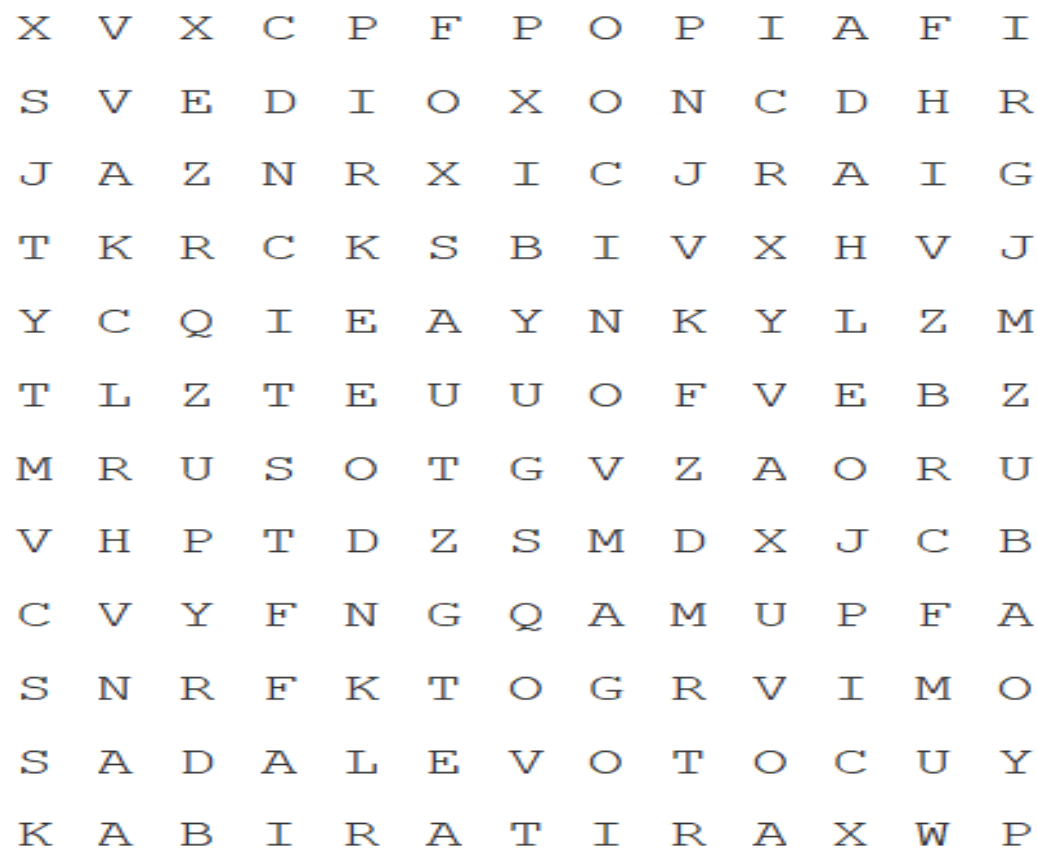 X V X C P F P O P I A F I
S V E D I O X O N C D H R
J A Z N R X I C J R A I G
T K R C K S B I V X H V J
Y C Q I E A Y N K Y L Z M
T L Z T E U U O F V E B Z
M R U S O T G V Z A O R U
V H P T D Z S M D X J C B
C V Y F N G Q A M U P F A
S N R F K T O G R V I M O
S A D A L E V O T O C U Y
K A B I R A T I R A X W P